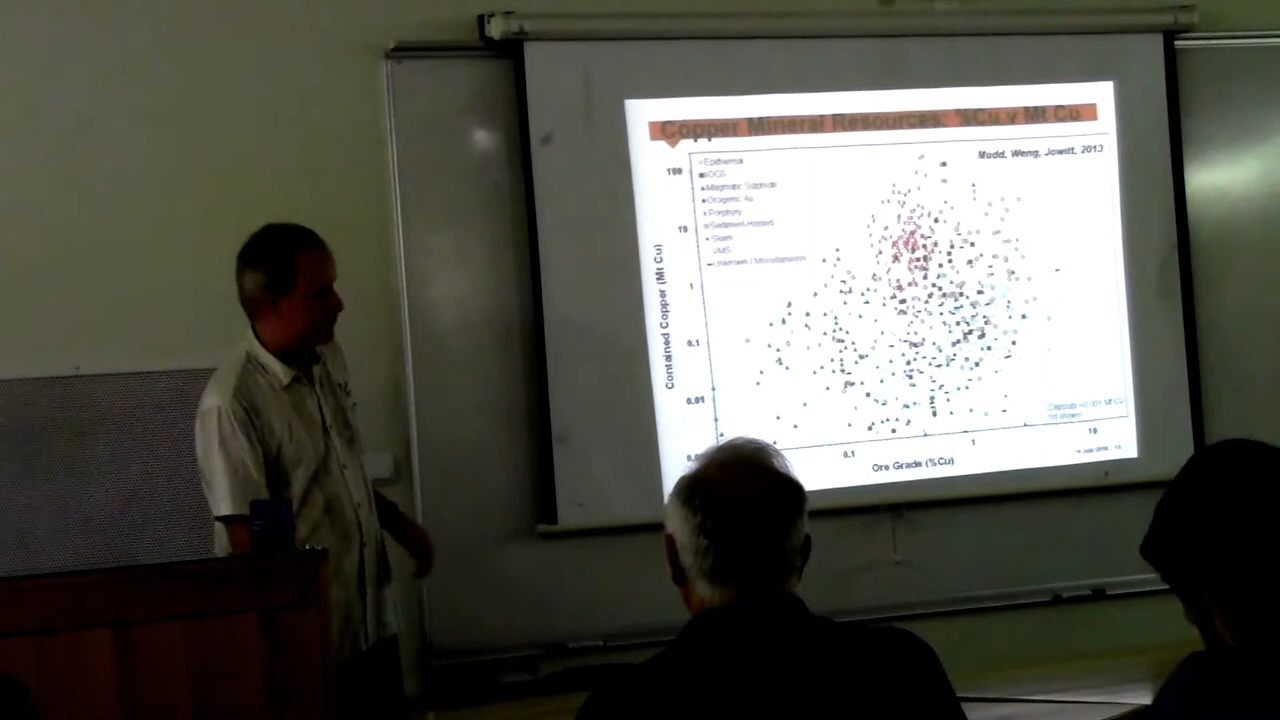 Copper Mineral Resources: %Cu v Mt Cu
Mudd, Weng, Jowitt, 2013
Epithermal
IOCG
Magmatic Sulphide
Orogenic Au
Porphyry
Sediment-Hosted
Skarn
VMS
Unknown / Miscellaneous
100
10
1
0.1
0.01
Contained Copper (Mt Cu)
0.1
1
10
Ore Grade (%Cu)
not shown)